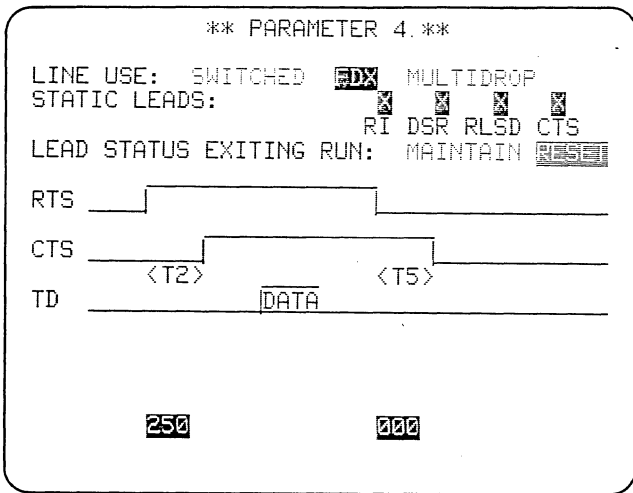 ** PARAMETER 4 **
LINE USE: SWITCHED FDX MULTIDROP
STATIC LEADS: X X X X
RI DSR RLSD CTS
LEAD STATUS EXITING RUN: MAINTAIN RESET
RTS
CTS
<T2> <T5>
TD DATA
250 000